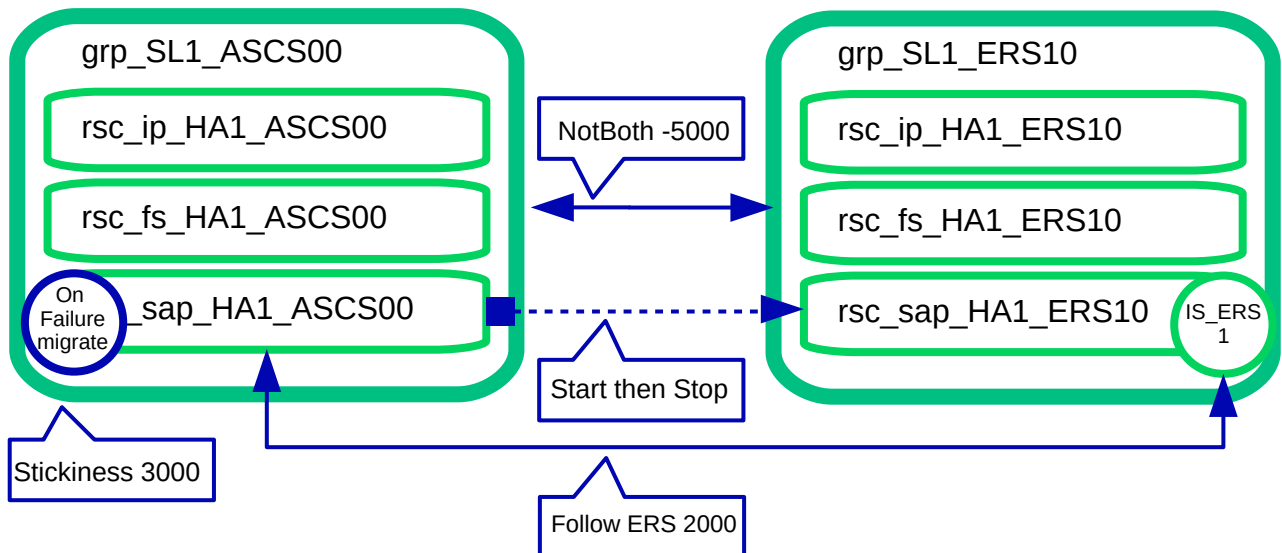 grp_SL1_ASCS00
rsc_ip_HA1_ASCS00
rsc_fs_HA1_ASCS00
_sap_HA1_ASCS00
On
Failure
migrate
Stickiness 3000
NotBoth -5000
Start then Stop
Follow ERS 2000
grp_SL1_ERS10
rsc_ip_HA1_ERS10
rsc_fs_HA1_ERS10
rsc_sap_HA1_ERS10
IS_ERS
1